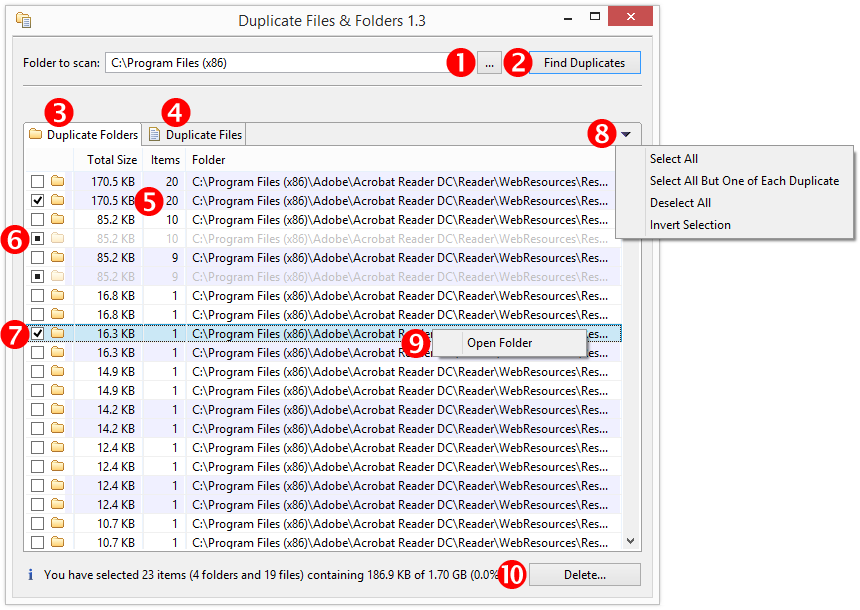 Duplicate Files & Folders 1.3
Folder to scan: C:\Program Files (x86) 1 ... 2 Find Duplicates
3 4
Duplicate Folders Duplicate Files 8
Total Size Items Folder
Select All
Select All But One of Each Duplicate
Deselect All
Invert Selection
170.5 KB 20 C:\Program Files (x86)\Adobe\Acrobat Reader DC\Reader\WebResources\Res...
170.5 KB 5 20 C:\Program Files (x86)\Adobe\Acrobat Reader DC\Reader\WebResources\Res...
85.2 KB 10 C:\Program Files (x86)\Adobe\Acrobat Reader DC\Reader\WebResources\Res...
6 85.2 KB 10 C:\Program Files (x86)\Adobe\Acrobat Reader DC\Reader\WebResources\Res...
85.2 KB 9 C:\Program Files (x86)\Adobe\Acrobat Reader DC\Reader\WebResources\Res...
85.2 KB 9 C:\Program Files (x86)\Adobe\Acrobat Reader DC\Reader\WebResources\Res...
16.8 KB 1 C:\Program Files (x86)\Adobe\Acrobat Reader DC\Reader\WebResources\Res...
16.8 KB 1 C:\Program Files (x86)\Adobe\Acrobat Reader DC\Reader\WebResources\Res...
7 16.3 KB 1 C:\Program Files (x86)\Adobe\Acrobat Reader DC\Reader\WebResources\Res...
9 Open Folder
16.3 KB 1 C:\Program Files (x86)\Adobe\Acrobat Reader DC\Reader\WebResources\Res...
14.9 KB 1 C:\Program Files (x86)\Adobe\Acrobat Reader DC\Reader\WebResources\Res...
14.9 KB 1 C:\Program Files (x86)\Adobe\Acrobat Reader DC\Reader\WebResources\Res...
14.2 KB 1 C:\Program Files (x86)\Adobe\Acrobat Reader DC\Reader\WebResources\Res...
14.2 KB 1 C:\Program Files (x86)\Adobe\Acrobat Reader DC\Reader\WebResources\Res...
12.4 KB 1 C:\Program Files (x86)\Adobe\Acrobat Reader DC\Reader\WebResources\Res...
12.4 KB 1 C:\Program Files (x86)\Adobe\Acrobat Reader DC\Reader\WebResources\Res...
12.4 KB 1 C:\Program Files (x86)\Adobe\Acrobat Reader DC\Reader\WebResources\Res...
12.4 KB 1 C:\Program Files (x86)\Adobe\Acrobat Reader DC\Reader\WebResources\Res...
10.7 KB 1 C:\Program Files (x86)\Adobe\Acrobat Reader DC\Reader\WebResources\Res...
10.7 KB 1 C:\Program Files (x86)\Adobe\Acrobat Reader DC\Reader\WebResources\Res...
You have selected 23 items (4 folders and 19 files) containing 186.9 KB of 1.70 GB (0.0% 10 Delete...